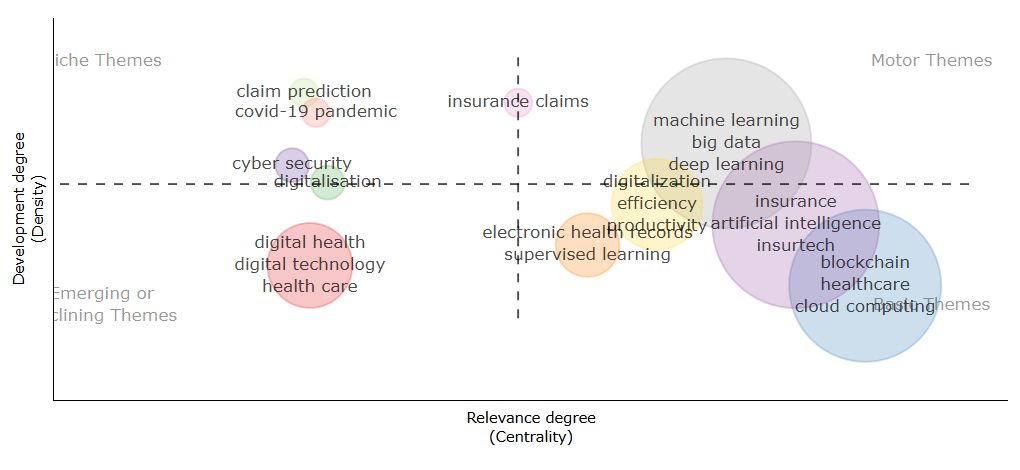 iche Themes
Motor Themes
claim prediction
covid-19 pandemic
insurance claims
machine learning
big data
deep learning
cyber security
digitalisation
digitalization
efficiency
productivity
insurance
artificial intelligence
insurtech
electronic health records
supervised learning
digital health
digital technology
health care
blockchain
healthcare
cloud computing
Emerging or
clining Themes
Basic Themes
Development degree
(Density)
Relevance degree
(Centrality)